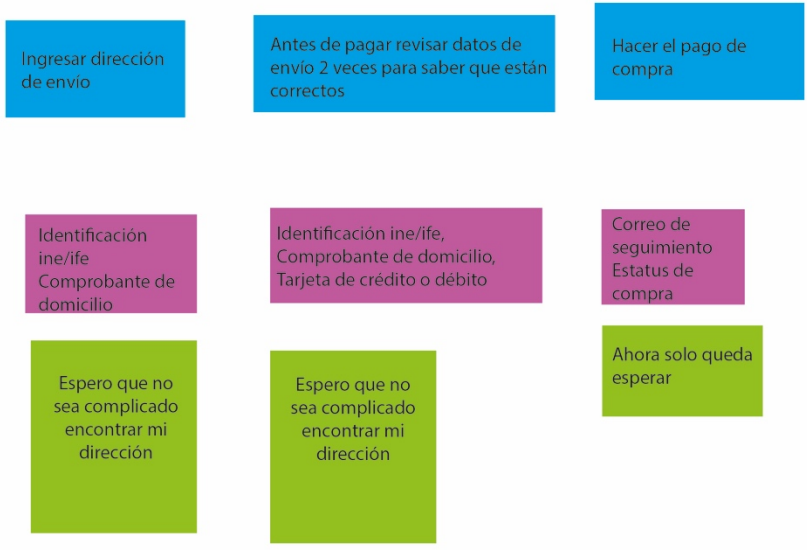 Ingresar dirección
de envío
Antes de pagar revisar datos de
envío 2 veces para saber que están
correctos
Hacer el pago de
compra
Identificación
ine/ife
Comprobante de
domicilio
Identificación ine/ife,
Comprobante de domicilio,
Tarjeta de crédito o débito
Correo de
seguimiento
Estatus de
compra
Espero que no
sea complicado
encontrar mi
dirección
Espero que no
sea complicado
encontrar mi
dirección
Ahora solo queda
esperar